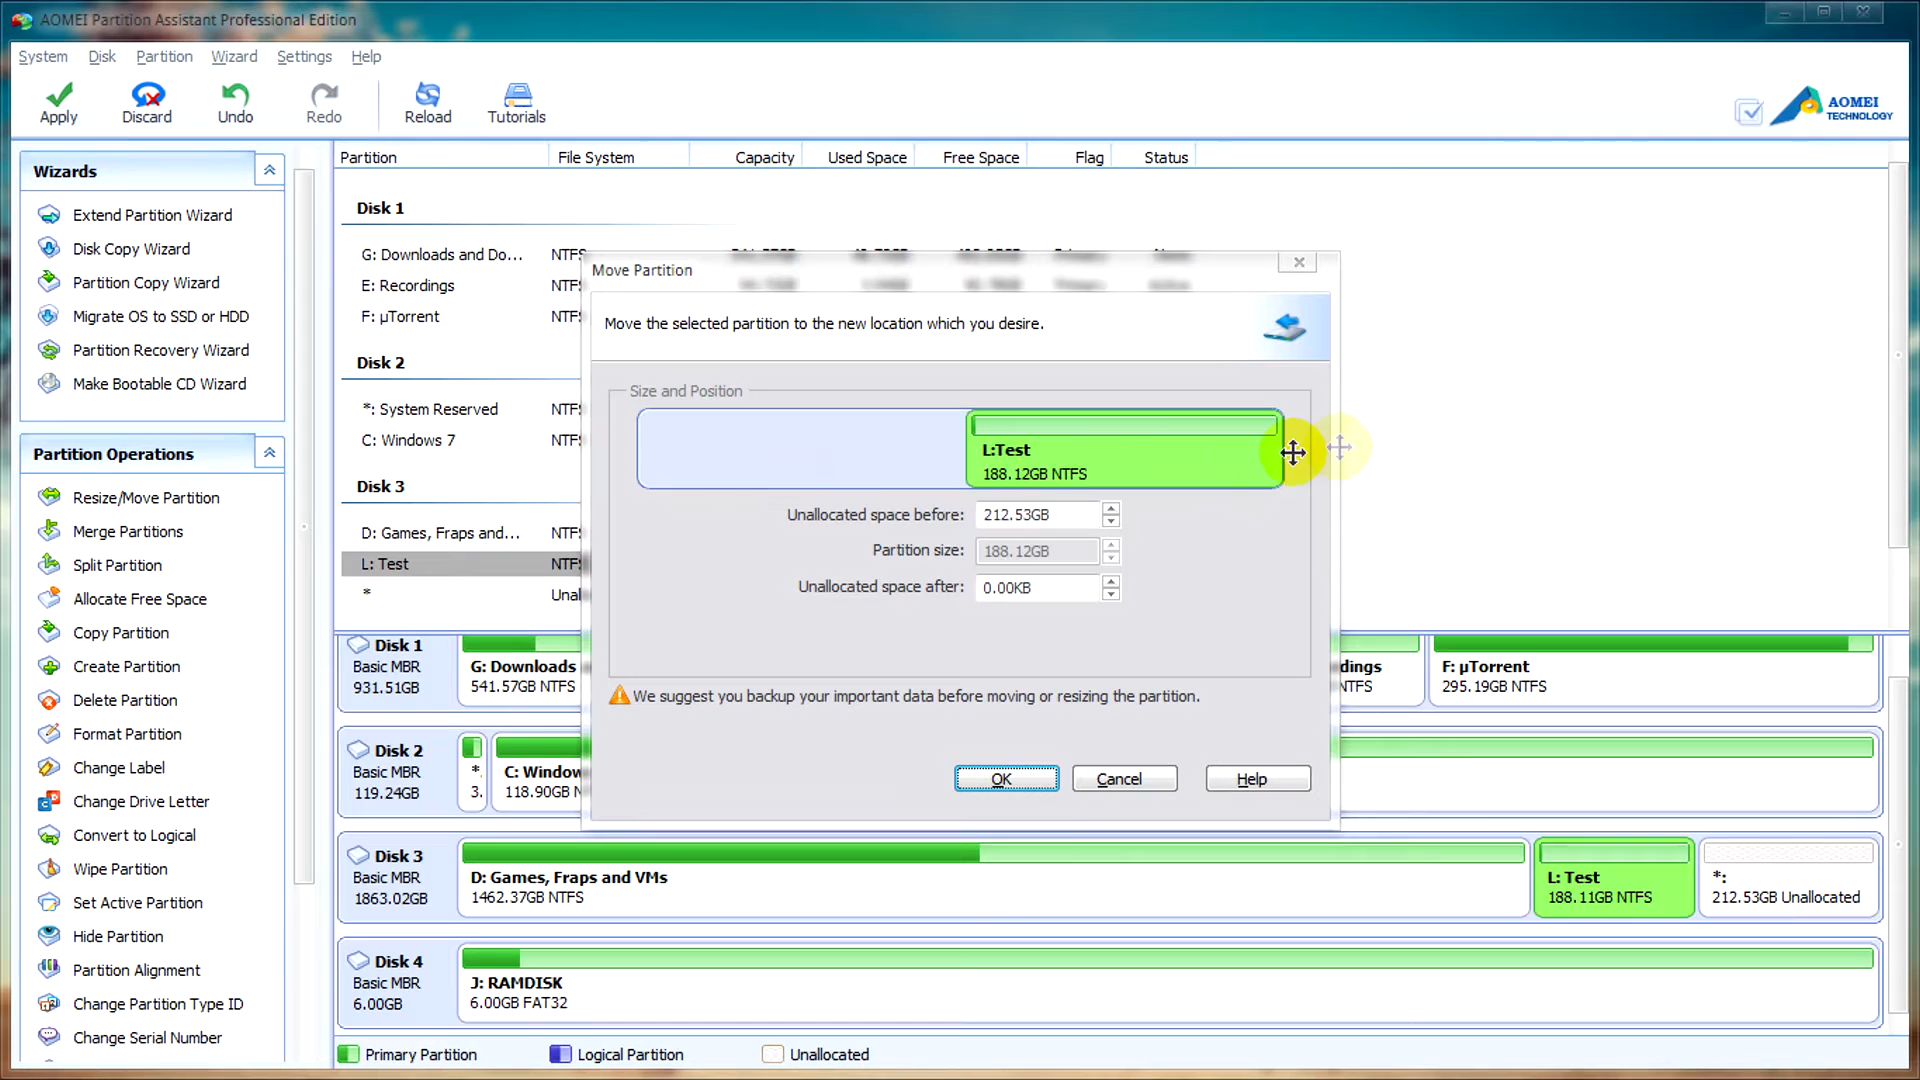 AOMEI Partition Assistant Professional Edition
System Disk Partition Wizard Settings Help
Apply Discard Undo Redo Reload Tutorials
AOMEI
TECHNOLOGY
Wizards
Extend Partition Wizard
Disk Copy Wizard
Partition Copy Wizard
Migrate OS to SSD or HDD
Partition Recovery Wizard
Make Bootable CD Wizard
Partition Operations
Resize/Move Partition
Merge Partitions
Split Partition
Allocate Free Space
Copy Partition
Create Partition
Delete Partition
Format Partition
Change Label
Change Drive Letter
Convert to Logical
Wipe Partition
Set Active Partition
Hide Partition
Partition Alignment
Change Partition Type ID
Change Serial Number
Partition File System Capacity Used Space Free Space Flag Status
Disk 1
G: Downloads and Do... NTFS
E: Recordings NTFS
F: µTorrent NTFS
Disk 2
*: System Reserved NTFS
C: Windows 7 NTFS
Disk 3
D: Games, Fraps and... NTFS
L: Test NTFS
* Unal
Move Partition
Move the selected partition to the new location which you desire.
Size and Position
L:Test
188.12GB NTFS
Unallocated space before: 212.53GB
Partition size: 188.12GB
Unallocated space after: 0.00KB
We suggest you backup your important data before moving or resizing the partition.
OK Cancel Help
Disk 1
Basic MBR
931.51GB
G: Downloads
541.57GB NTFS
dings
NTFS
F: µTorrent
295.19GB NTFS
Disk 2
Basic MBR
119.24GB
*.
3.
C: Window
118.90GB N
Disk 3
Basic MBR
1863.02GB
D: Games, Fraps and VMs
1462.37GB NTFS
L: Test
188.11GB NTFS
*:
212.53GB Unallocated
Disk 4
Basic MBR
6.00GB
J: RAMDISK
6.00GB FAT32
Primary Partition Logical Partition Unallocated